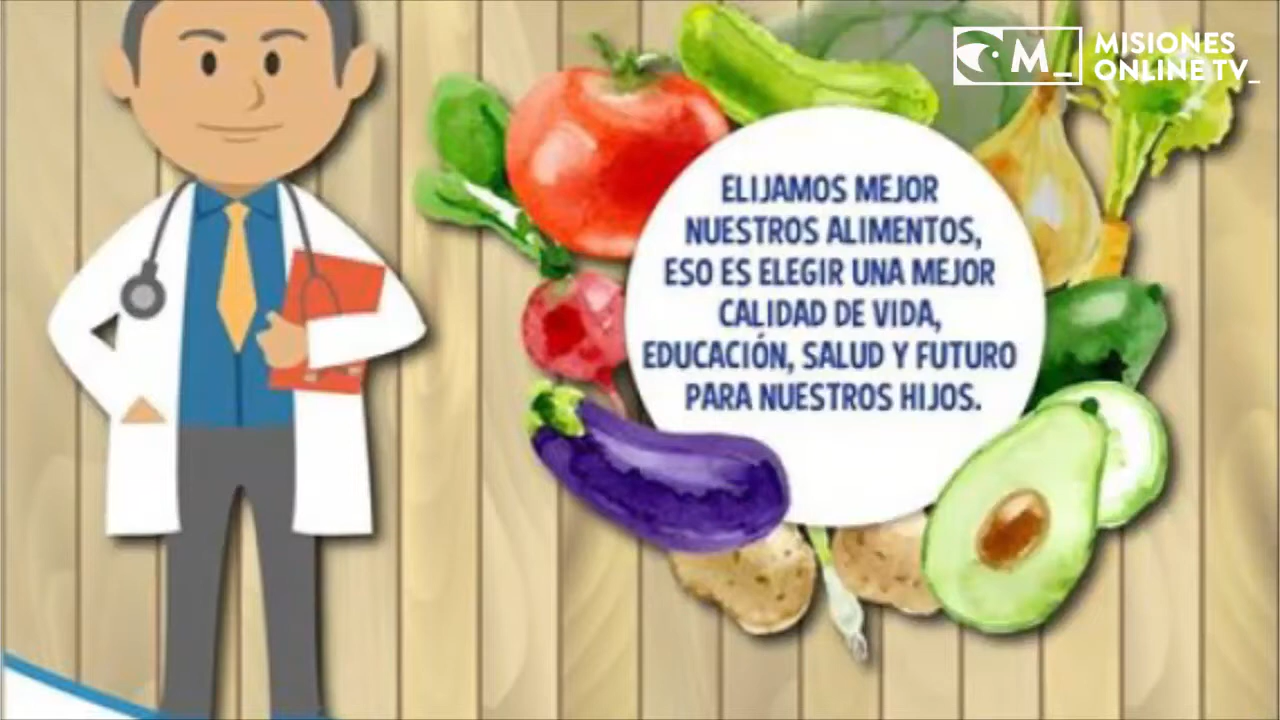 M_
MISIONES
ONLINE TV_
ELIJAMOS MEJOR
NUESTROS ALIMENTOS,
ESO ES ELEGIR UNA MEJOR
CALIDAD DE VIDA,
EDUCACIÓN, SALUD Y FUTURO
PARA NUESTROS HIJOS.